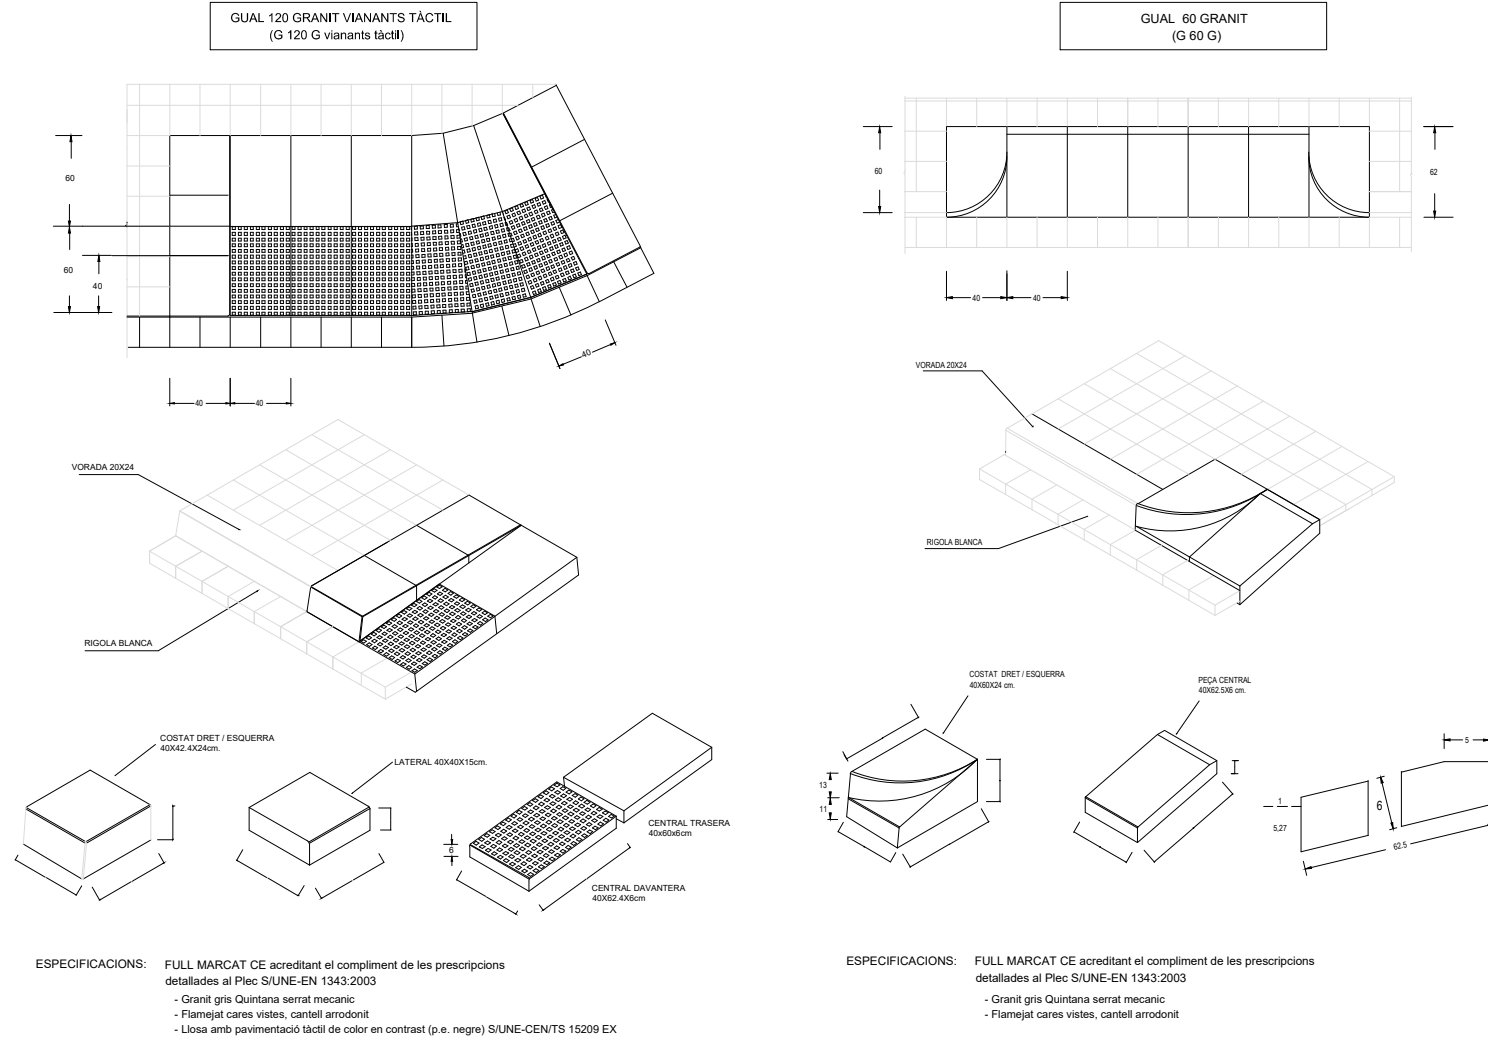 GUAL 120 GRANIT VIANANTS TÀCTIL
(G 120 G vianants tàctil)
60
60
40
40
40
40
VORADA 20X24
RIGOLA BLANCA
COSTAT DRET / ESQUERRA
40X42.4X24cm.
LATERAL 40X40X15cm.
CENTRAL TRASERA
40x60x6cm
6
CENTRAL DAVANTERA
40X62.4X6cm
ESPECIFICACIONS:
FULL MARCAT CE acreditant el compliment de les prescripcions
detallades al Plec S/UNE-EN 1343:2003
- Granit gris Quintana serrat mecanic
- Flamejat cares vistes, cantell arrodonit
- Llosa amb pavimentació tàctil de color en contrast (p.e. negre) S/UNE-CEN/TS 15209 EX
GUAL 60 GRANIT
(G 60 G)
60
62
40
40
VORADA 20X24
RIGOLA BLANCA
COSTAT DRET / ESQUERRA
40X60X24 cm.
13
11
PEÇA CENTRAL
40X62.5X6 cm.
5
1
5,27
6
62.5
ESPECIFICACIONS:
FULL MARCAT CE acreditant el compliment de les prescripcions
detallades al Plec S/UNE-EN 1343:2003
- Granit gris Quintana serrat mecanic
- Flamejat cares vistes, cantell arrodonit